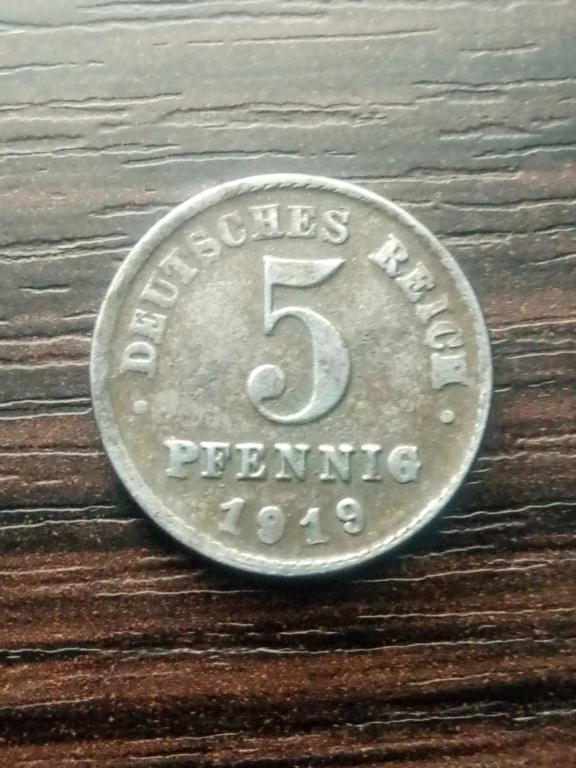 DEUTSCHES REICH
5
PFENNIG
1919